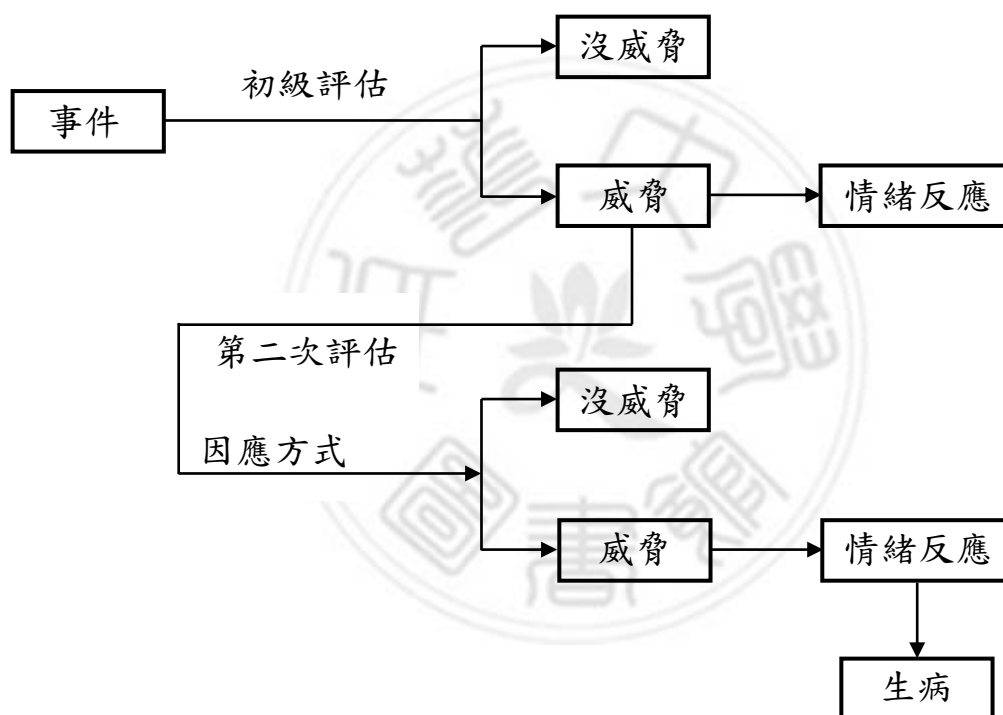 沒威脅
初級評估
事件
威脅
情緒反應
第二次評估
沒威脅
因應方式
威脅
情緒反應
生病